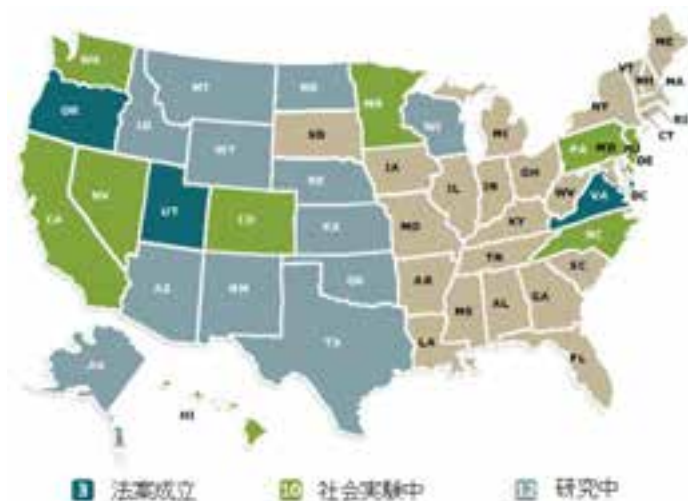 WA
ME
MT
ND
MN
VT
NH
MA
OR
ID
WI
NY
SD
WY
MI
RI
CT
PA
MD
NJ
IA
NE
OH
DE
NV
IL
IN
UT
CO
WV
VA
DC
CA
KS
MO
KY
NC
TN
OK
AZ
NM
AR
SC
MS
AL
GA
TX
LA
AK
FL
HI
3 法案成立
10 社会実験中
研究中